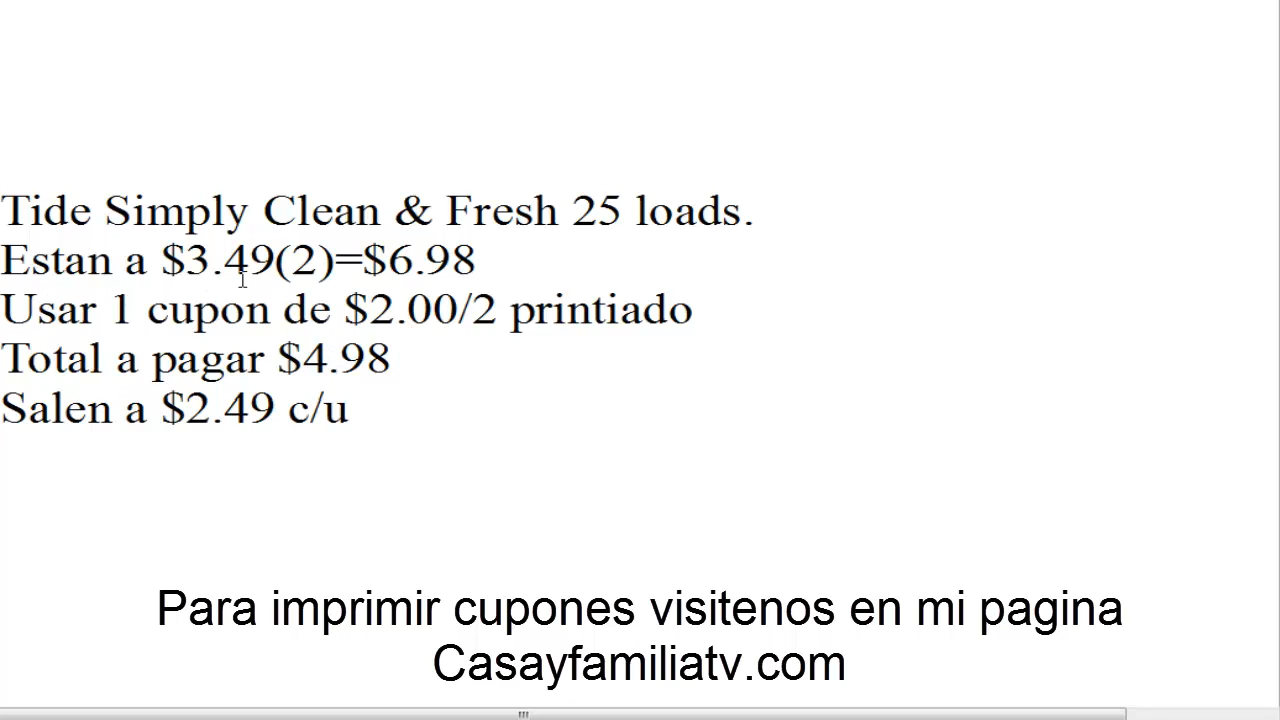 Tide Simply Clean & Fresh 25 loads.
Estan a $3.49(2)=$6.98
Usar 1 cupon de $2.00/2 printiado
Total a pagar $4.98
Salen a $2.49 c/u
Para imprimir cupones visitenos en mi pagina
Casayfamiliatv.com